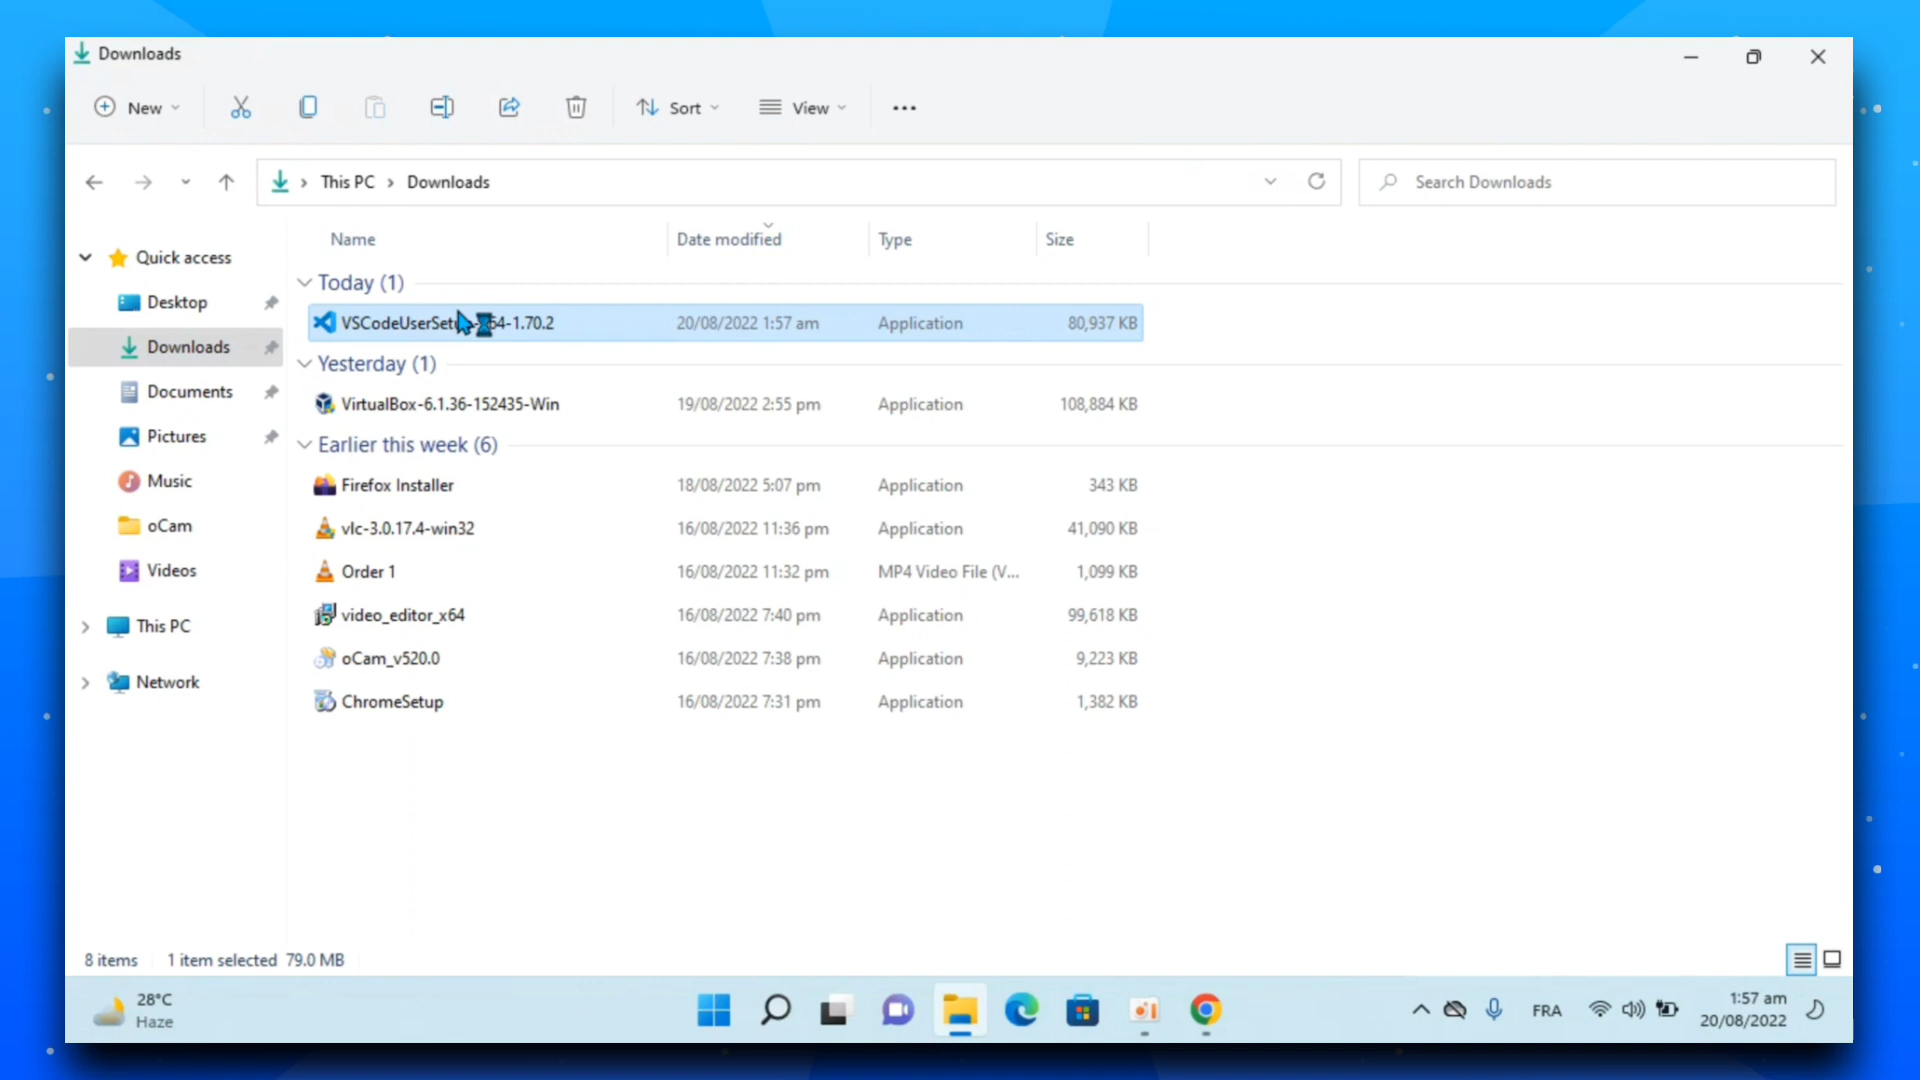 Downloads
New
Sort
View
This PC
Downloads
Search Downloads
Name
Date modified
Type
Size
Quick access
Desktop
Downloads
Documents
Pictures
Music
oCam
Videos
This PC
Network
Today (1)
VSCodeUserSetup-x64-1.70.2 20/08/2022 1:57 am Application 80,937 KB
Yesterday (1)
VirtualBox-6.1.36-152435-Win 19/08/2022 2:55 pm Application 108,884 KB
Earlier this week (6)
Firefox Installer 18/08/2022 5:07 pm Application 343 KB
vlc-3.0.17.4-win32 16/08/2022 11:36 pm Application 41,090 KB
Order 1 16/08/2022 11:32 pm MP4 Video File (V... 1,099 KB
video_editor_x64 16/08/2022 7:40 pm Application 99,618 KB
oCam_v520.0 16/08/2022 7:38 pm Application 9,223 KB
ChromeSetup 16/08/2022 7:31 pm Application 1,382 KB
8 items
1 item selected 79.0 MB
28°C
Haze
FRA
1:57 am
20/08/2022